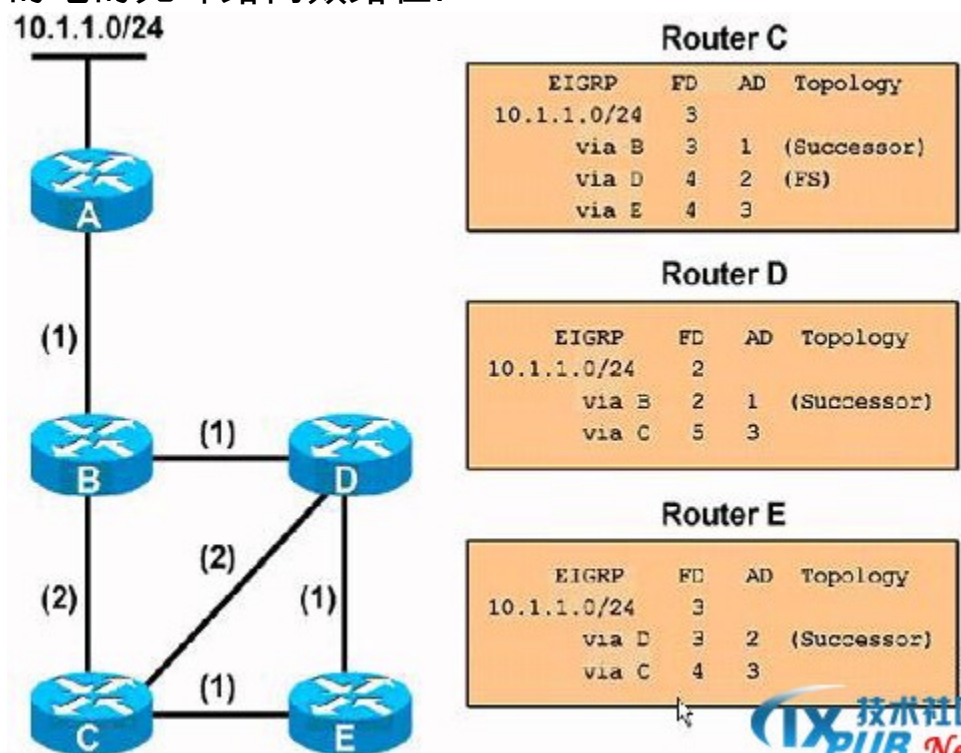 10.1.1.0/24
A
(1)
B
(1)
D
(2)
(2)
(1)
(1)
C
E
Router C
EIGRP FD AD Topology
10.1.1.0/24 3
via B 3 1 (Successor)
via D 4 2 (FS)
via E 4 3
Router D
EIGRP FD AD Topology
10.1.1.0/24 2
via B 2 1 (Successor)
via C 5 3
Router E
EIGRP FD AD Topology
10.1.1.0/24 3
via D 3 2 (Successor)
via C 4 3
技术社区